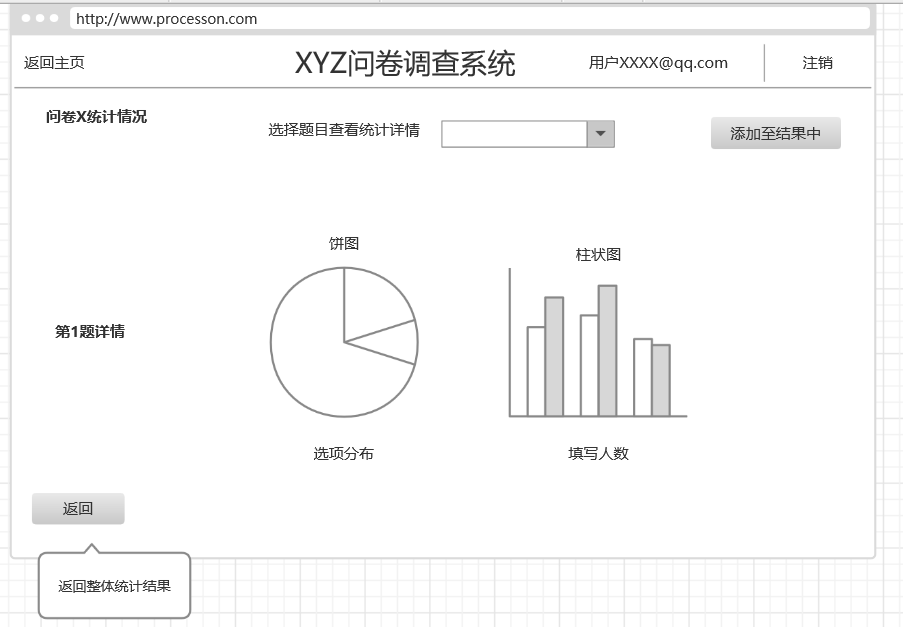 http://www.processon.com
返回主页
XYZ问卷调查系统
用户XXXX@qq.com
注销
问卷X统计情况
选择题目查看统计详情
添加至结果中
饼图
柱状图
第1题详情
选项分布
填写人数
返回
返回整体统计结果